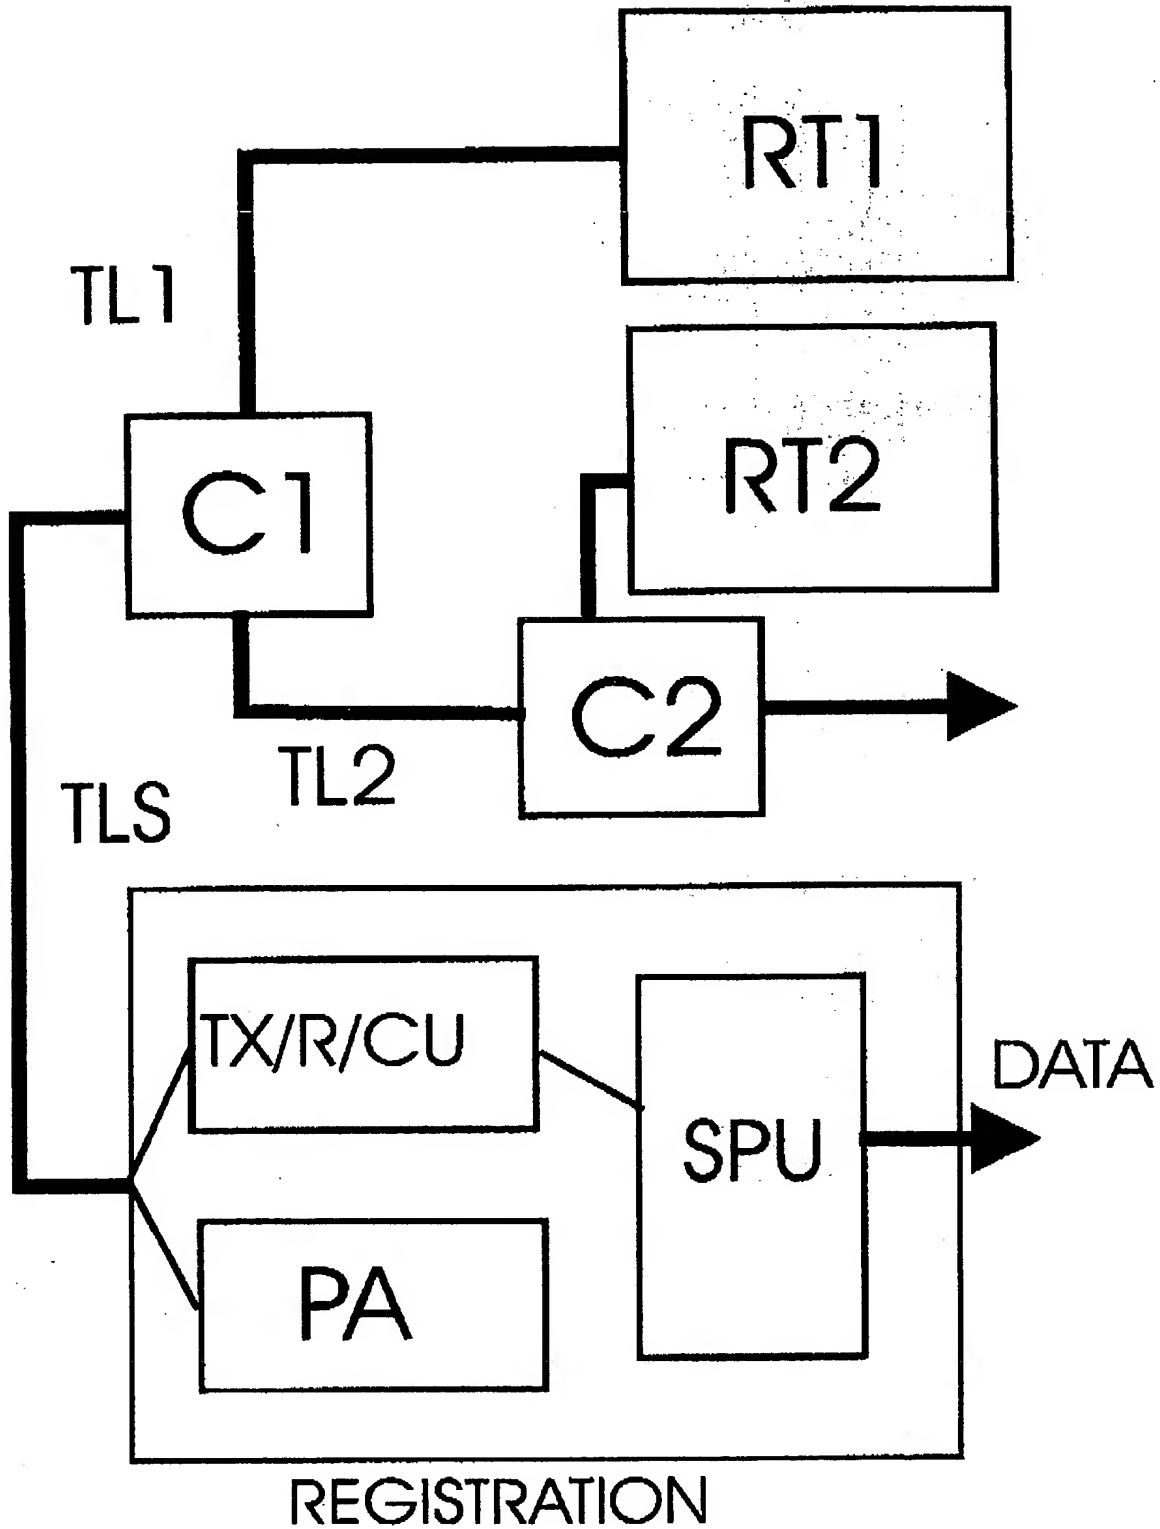 RT1
TL1
RT2
C1
C2
TL2
TLS
TX/R/CU
DATA
SPU
PA
REGISTRATION